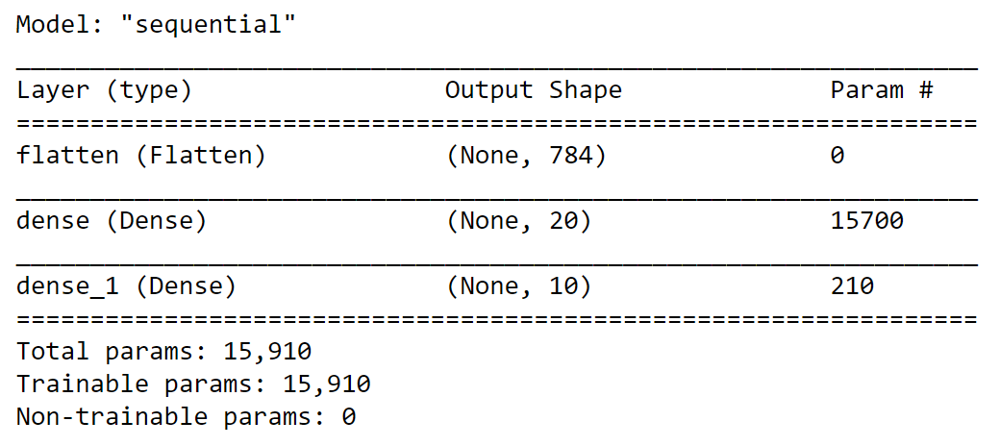 Model: "sequential"
_________________________________________________________________
Layer (type)                 Output Shape              Param #
=================================================================
flatten (Flatten)            (None, 784)               0
_________________________________________________________________
dense (Dense)                (None, 20)                15700
_________________________________________________________________
dense_1 (Dense)              (None, 10)                210
=================================================================
Total params: 15,910
Trainable params: 15,910
Non-trainable params: 0